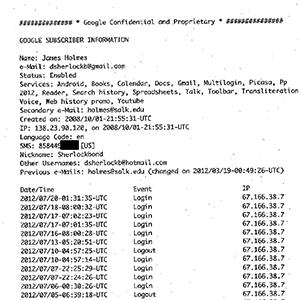 ############## * Google Confidential and Proprietary * ###############
GOOGLE SUBSCRIBER INFORMATION
Name: James Holmes
e-Mail: dsherlockb@gmail.com
Status: Enabled
Services: Android, Books, Calendar, Docs, Gmail, Multilogin, Picasa, Pp
2012, Reader, Search history, Spreadsheets, Talk, Toolbar, Transliteration
Voice, Web history promo, Youtube
Secondary e-Mail: holmes@salk.edu
Created on: 2008/10/01-21:55:31-UTC
IP: 138.23.90.120, on 2008/10/01-21:55:31-UTC
Language Code: en
SMS: 858449 [US]
Nickname: Sherlockbond
Other Usernames: dsherlockb@hotmail.com
Previous e-Mails: holmes@salk.edu (changed on 2012/03/19-00:49:26-UTC)
Date/Time Event IP
2012/07/20-01:31:35-UTC Login 67.166.38.7
2012/07/18-08:00:32-UTC Login 67.166.38.7
2012/07/17-07:02:23-UTC Login 67.166.38.7
2012/07/17-07:01:35-UTC Login 67.166.38.7
2012/07/16-08:00:28-UTC Login 67.166.38.7
2012/07/13-05:20:51-UTC Login 67.166.38.7
2012/07/10-04:57:25-UTC Logout 67.166.38.7
2012/07/10-04:57:14-UTC Login 67.166.38.7
2012/07/07-22:25:29-UTC Login 67.166.38.7
2012/07/07-22:24:26-UTC Login 67.166.38.7
2012/07/06-00:30:26-UTC Login 67.166.38.7
2012/07/05-06:39:18-UTC Logout 67.166.38.7